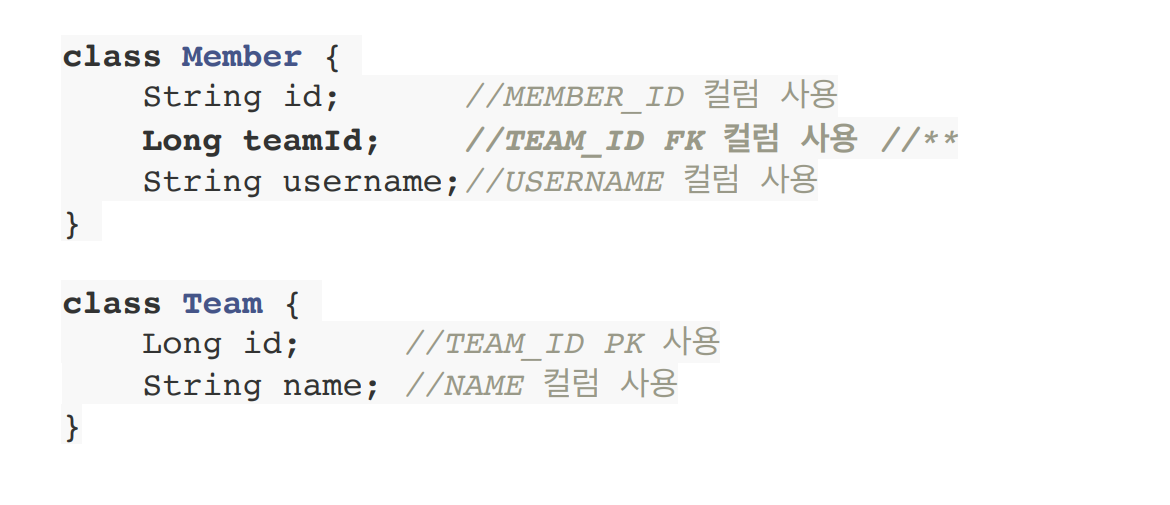 class Member {
String id; //MEMBER_ID 컬럼 사용
Long teamId; //TEAM_ID FK 컬럼 사용 //**
String username;//USERNAME 컬럼 사용
}
class Team {
Long id; //TEAM_ID PK 사용
String name; //NAME 컬럼 사용
}